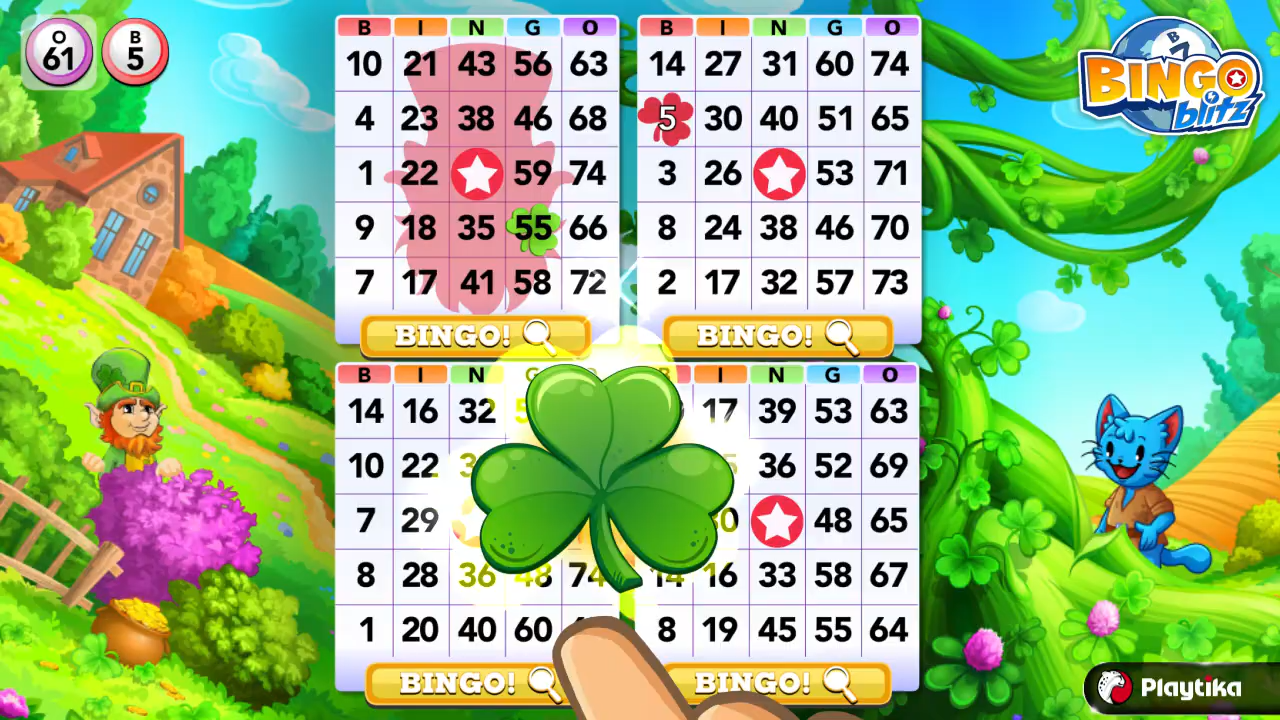 O B
61 5
B I N G O
10 21 43 56 63
4 23 38 46 68
1 22 59 74
9 18 35 55 66
7 17 41 58 72
BINGO!
B I N G O
14 27 31 60 74
5 30 40 51 65
3 26 53 71
8 24 38 46 70
2 17 32 57 73
BINGO!
B I N G
14 16 32
10 22
7 29
8 28 36 48 74
1 20 40 60
BINGO!
B I N G O
17 39 53 63
36 52 69
48 65
14 16 33 58 67
8 19 45 55 64
BINGO!
B 7
BINGO
blitz
Playtika